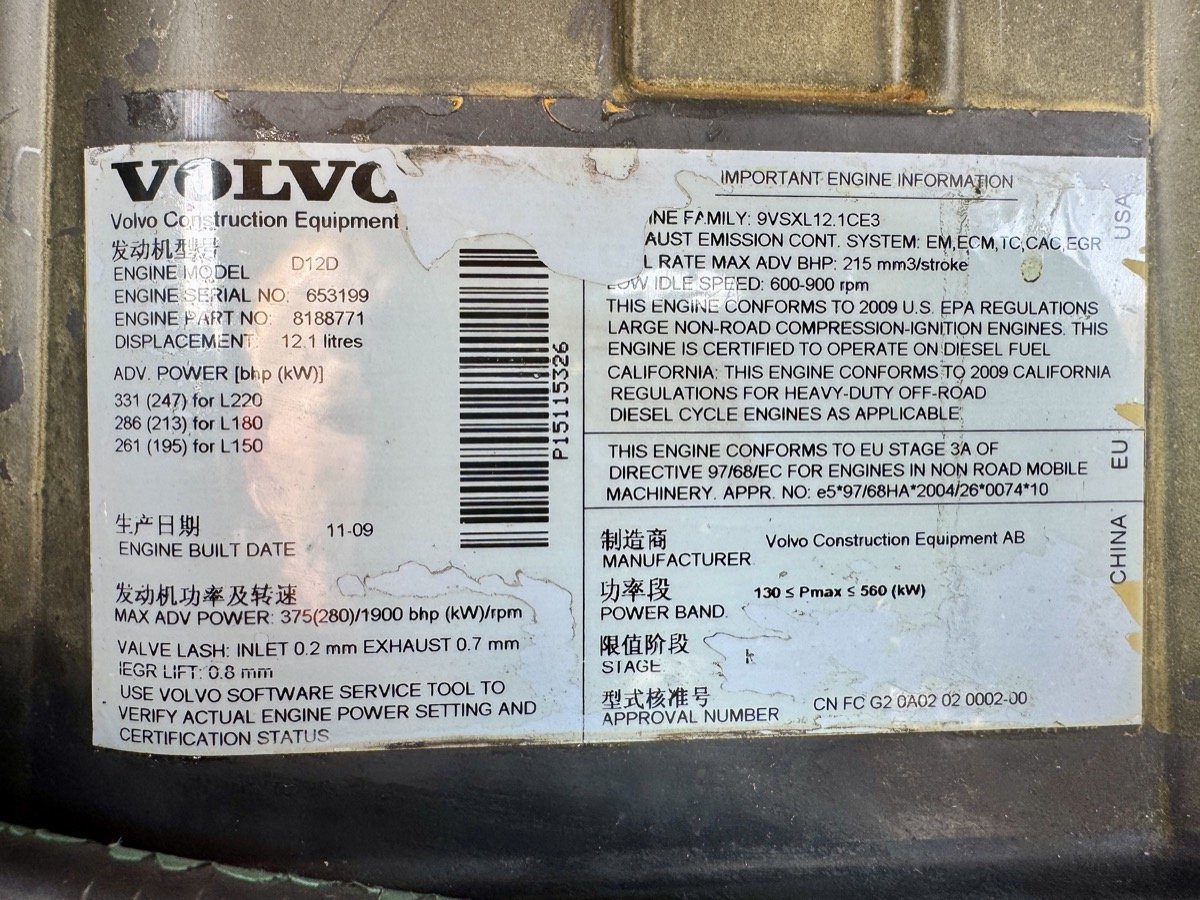 VOLVO
Volvo Construction Equipment
发动机型号
ENGINE MODEL D12D
ENGINE SERIAL NO: 653199
ENGINE PART NO: 8188771
DISPLACEMENT: 12.1 litres
ADV. POWER [bhp (kW)]
331 (247) for L220
286 (213) for L180
261 (195) for L150
生产日期
ENGINE BUILT DATE 11-09
发动机功率及转速
MAX ADV POWER: 375(280)/1900 bhp (kW)/rpm
VALVE LASH: INLET 0.2 mm EXHAUST 0.7 mm
IEGR LIFT: 0.8 mm
USE VOLVO SOFTWARE SERVICE TOOL TO
VERIFY ACTUAL ENGINE POWER SETTING AND
CERTIFICATION STATUS
P151115326
IMPORTANT ENGINE INFORMATION
INE FAMILY: 9VSXL12.1CE3
AUST EMISSION CONT. SYSTEM: EM,ECM,TC,CAC,EGR
L RATE MAX ADV BHP: 215 mm3/stroke
LOW IDLE SPEED: 600-900 rpm
THIS ENGINE CONFORMS TO 2009 U.S. EPA REGULATIONS
LARGE NON-ROAD COMPRESSION-IGNITION ENGINES. THIS
ENGINE IS CERTIFIED TO OPERATE ON DIESEL FUEL
CALIFORNIA: THIS ENGINE CONFORMS TO 2009 CALIFORNIA
REGULATIONS FOR HEAVY-DUTY OFF-ROAD
DIESEL CYCLE ENGINES AS APPLICABLE
USA
THIS ENGINE CONFORMS TO EU STAGE 3A OF
DIRECTIVE 97/68/EC FOR ENGINES IN NON ROAD MOBILE
MACHINERY. APPR. NO: e5*97/68HA*2004/26*0074*10
EU
制造商
MANUFACTURER Volvo Construction Equipment AB
功率段
POWER BAND. 130 ≤ Pmax ≤ 560 (kW)
限值阶段
STAGE
型式核准号
APPROVAL NUMBER CN FC G2 0A02 02 0002-00
CHINA